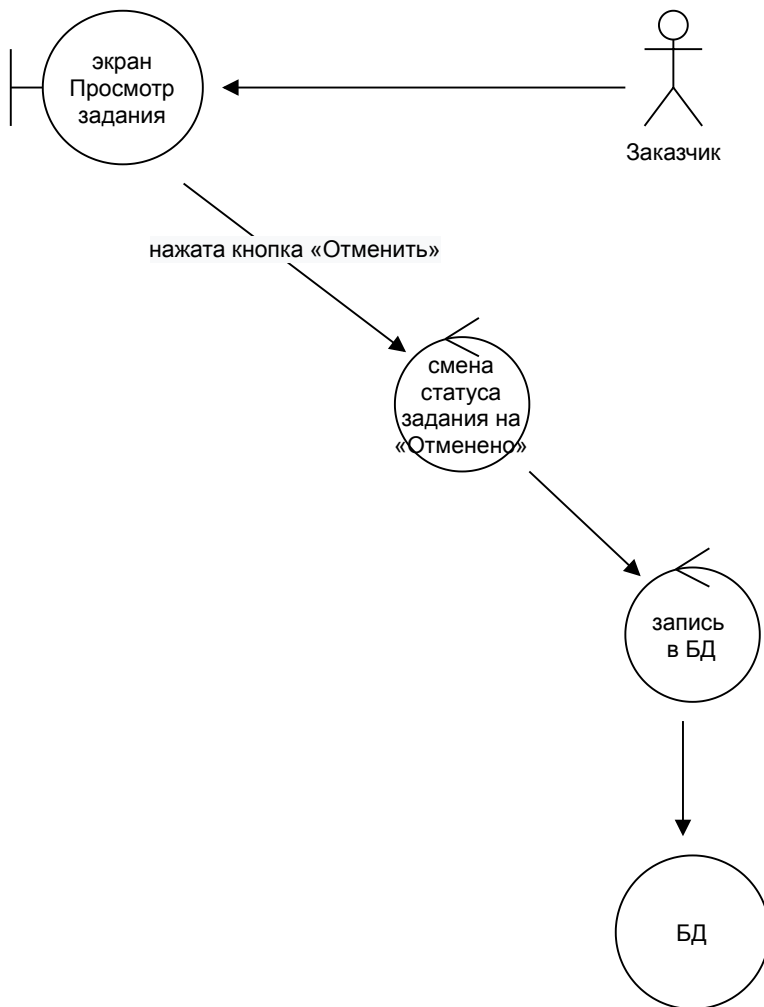 экран
Просмотр
задания
Заказчик
нажата кнопка «Отменить»
смена
статуса
задания на
«Отменено»
запись
в БД
БД